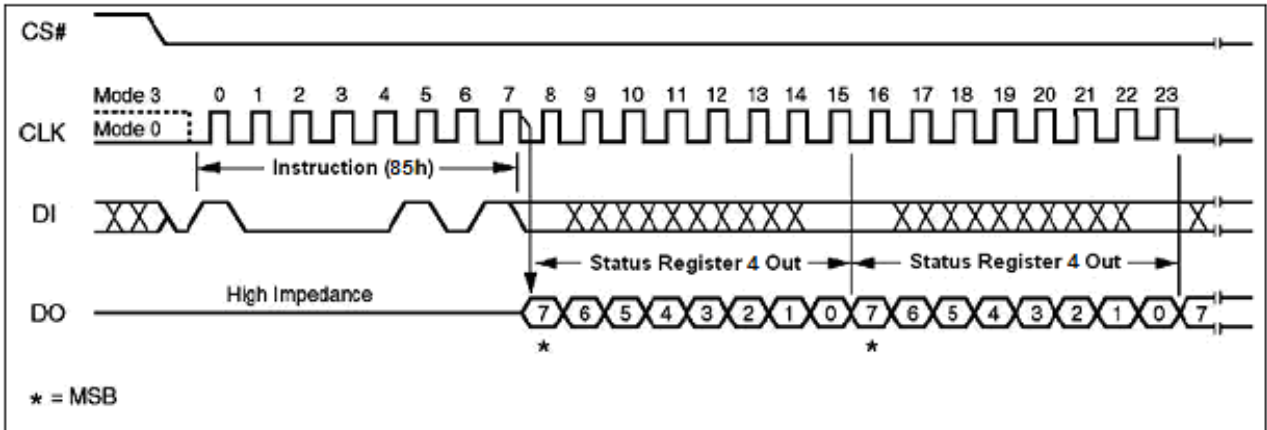 CS#
Mode 3 0 1 2 3 4 5 6 7 8 9 10 11 12 13 14 15 16 17 18 19 20 21 22 23
CLK Mode 0
Instruction (85h)
DI
Status Register 4 Out Status Register 4 Out
High Impedance
DO 7 6 5 4 3 2 1 0 7 6 5 4 3 2 1 0 7
* *
* = MSB